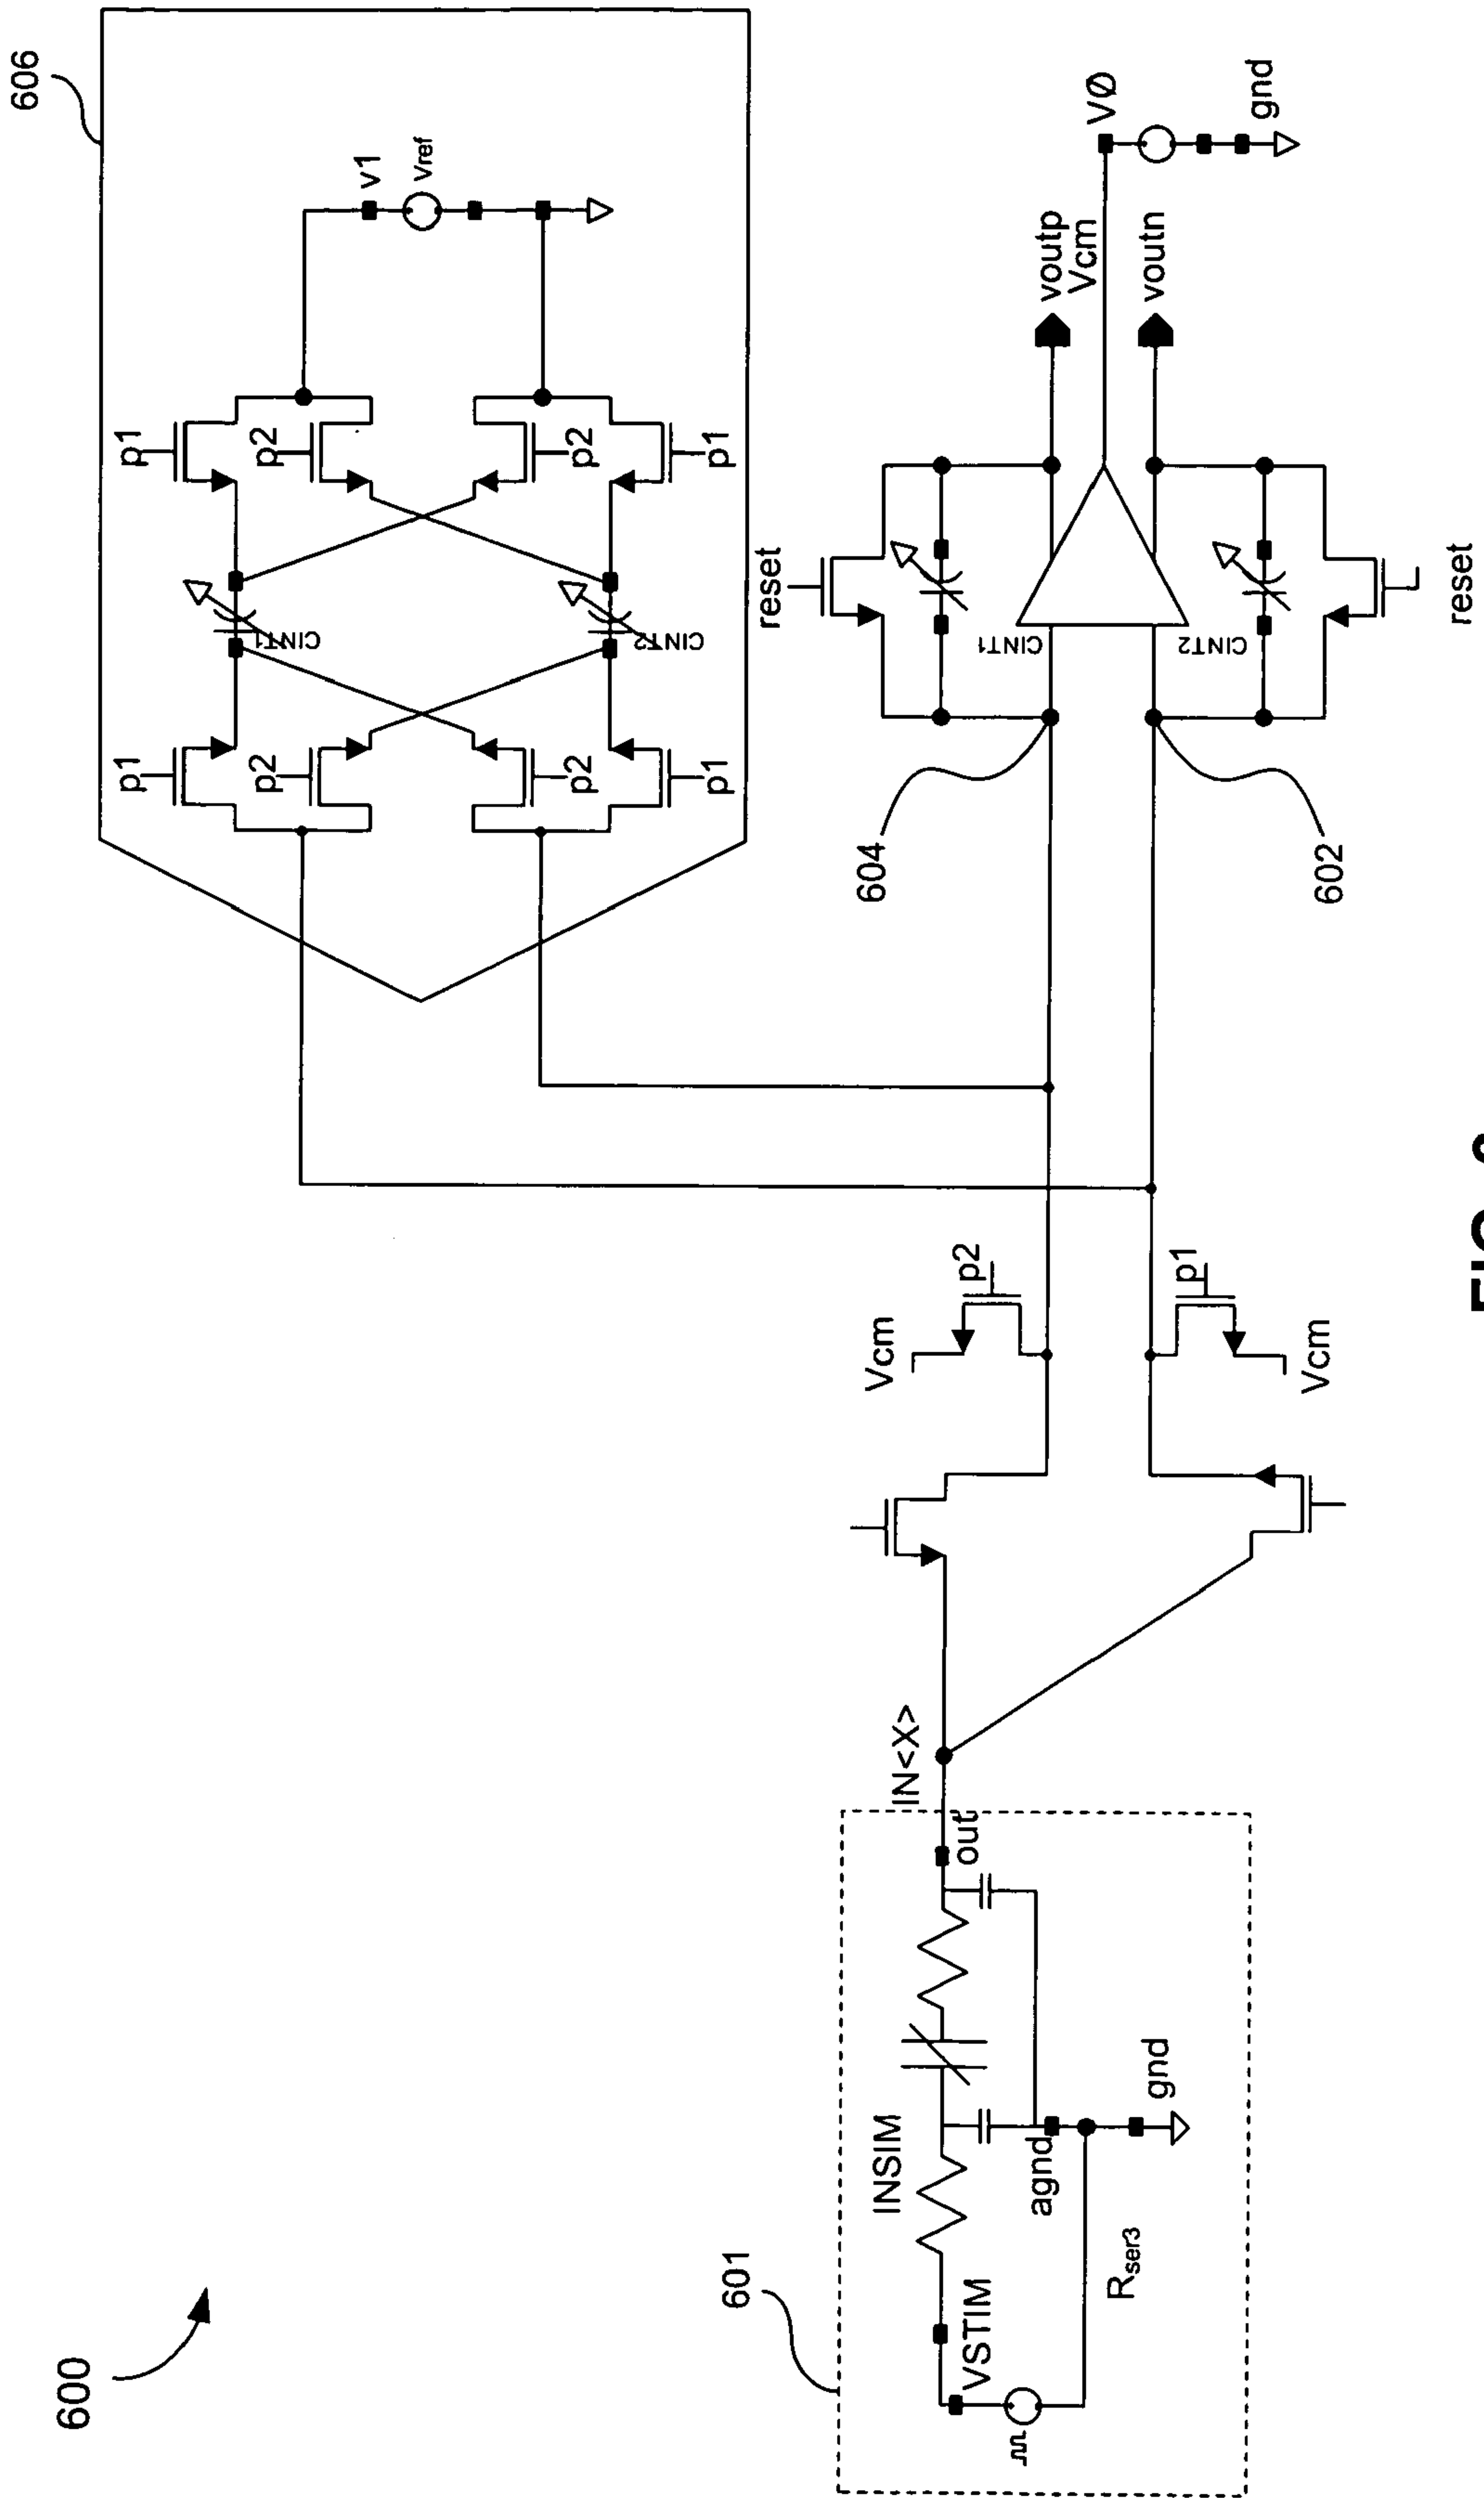 600
606
p1
p1
p2
p2
p2
p2
p1
p1
CINT1
CINT2
v1
Vref
reset
CINT1
CINT2
reset
voutp
Vcm
voutn
VØ
gnd
604
602
Vcm
p2
p1
Vcm
IN<X>
601
INSIM
out
VSTIM
agnd
gnd
Rser3